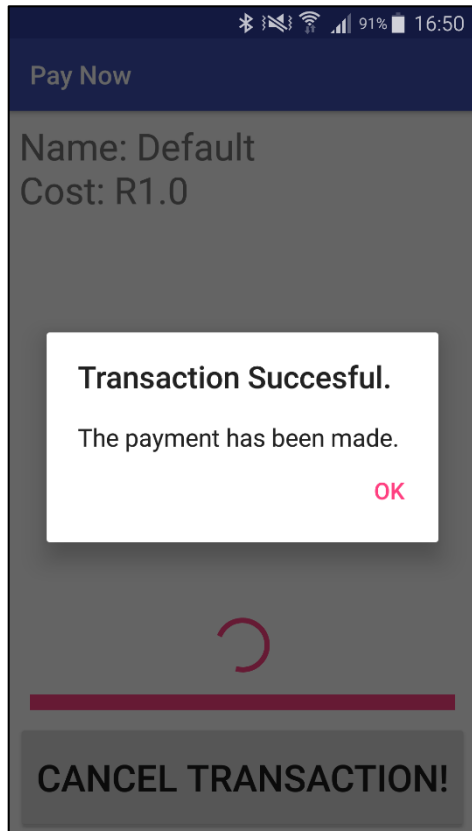 91% 16:50
Pay Now
Name: Default
Cost: R1.0
Transaction Succesful.
The payment has been made.
OK
CANCEL TRANSACTION!